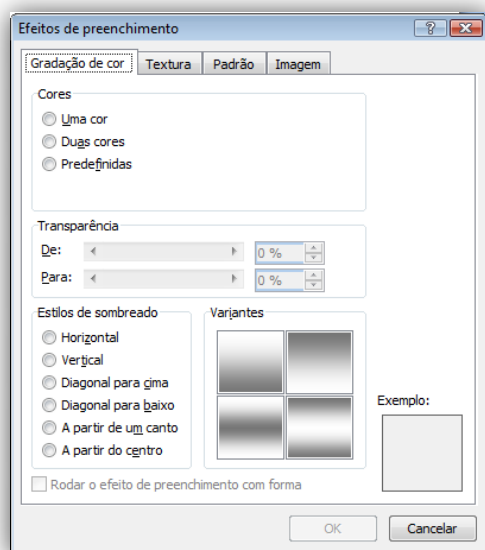 Efeitos de preenchimento
Gradação de cor Textura Padrão Imagem
Cores
Uma cor
Duas cores
Predefinidas
Transparência
De: 0 %
Para: 0 %
Estilos de sombreado
Horizontal
Vertical
Diagonal para cima
Diagonal para baixo
A partir de um canto
A partir do centro
Variantes
Exemplo:
Rodar o efeito de preenchimento com forma
OK Cancelar